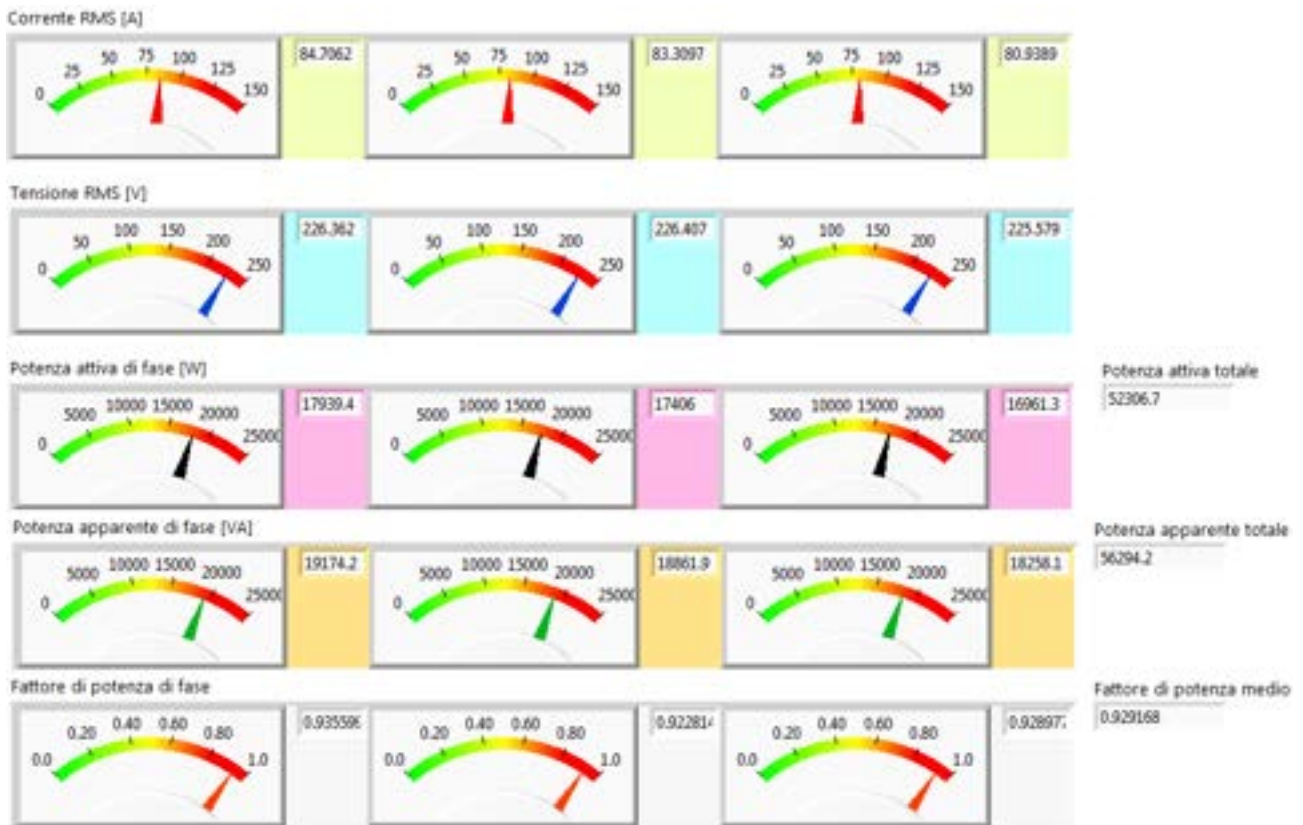 Corrente RMS [A]
0 25 50 75 100 125 150 84.7062 0 25 50 75 100 125 150 83.3097 0 25 50 75 100 125 150 80.9389
Tensione RMS [V]
0 50 100 150 200 250 226.362 0 50 100 150 200 250 226.407 0 50 100 150 200 250 225.579
Potenza attiva di fase [W] Potenza attiva totale
0 5000 10000 15000 20000 25000 17939.4 0 5000 10000 15000 20000 25000 17406 0 5000 10000 15000 20000 25000 16961.3 52306.7
Potenza apparente di fase [VA] Potenza apparente totale
0 5000 10000 15000 20000 25000 19174.2 0 5000 10000 15000 20000 25000 18861.9 0 5000 10000 15000 20000 25000 18258.1 56294.2
Fattore di potenza di fase Fattore di potenza medio
0.0 0.20 0.40 0.60 0.80 1.0 0.93559 0.0 0.20 0.40 0.60 0.80 1.0 0.92281 0.0 0.20 0.40 0.60 0.80 1.0 0.92897 0.929168